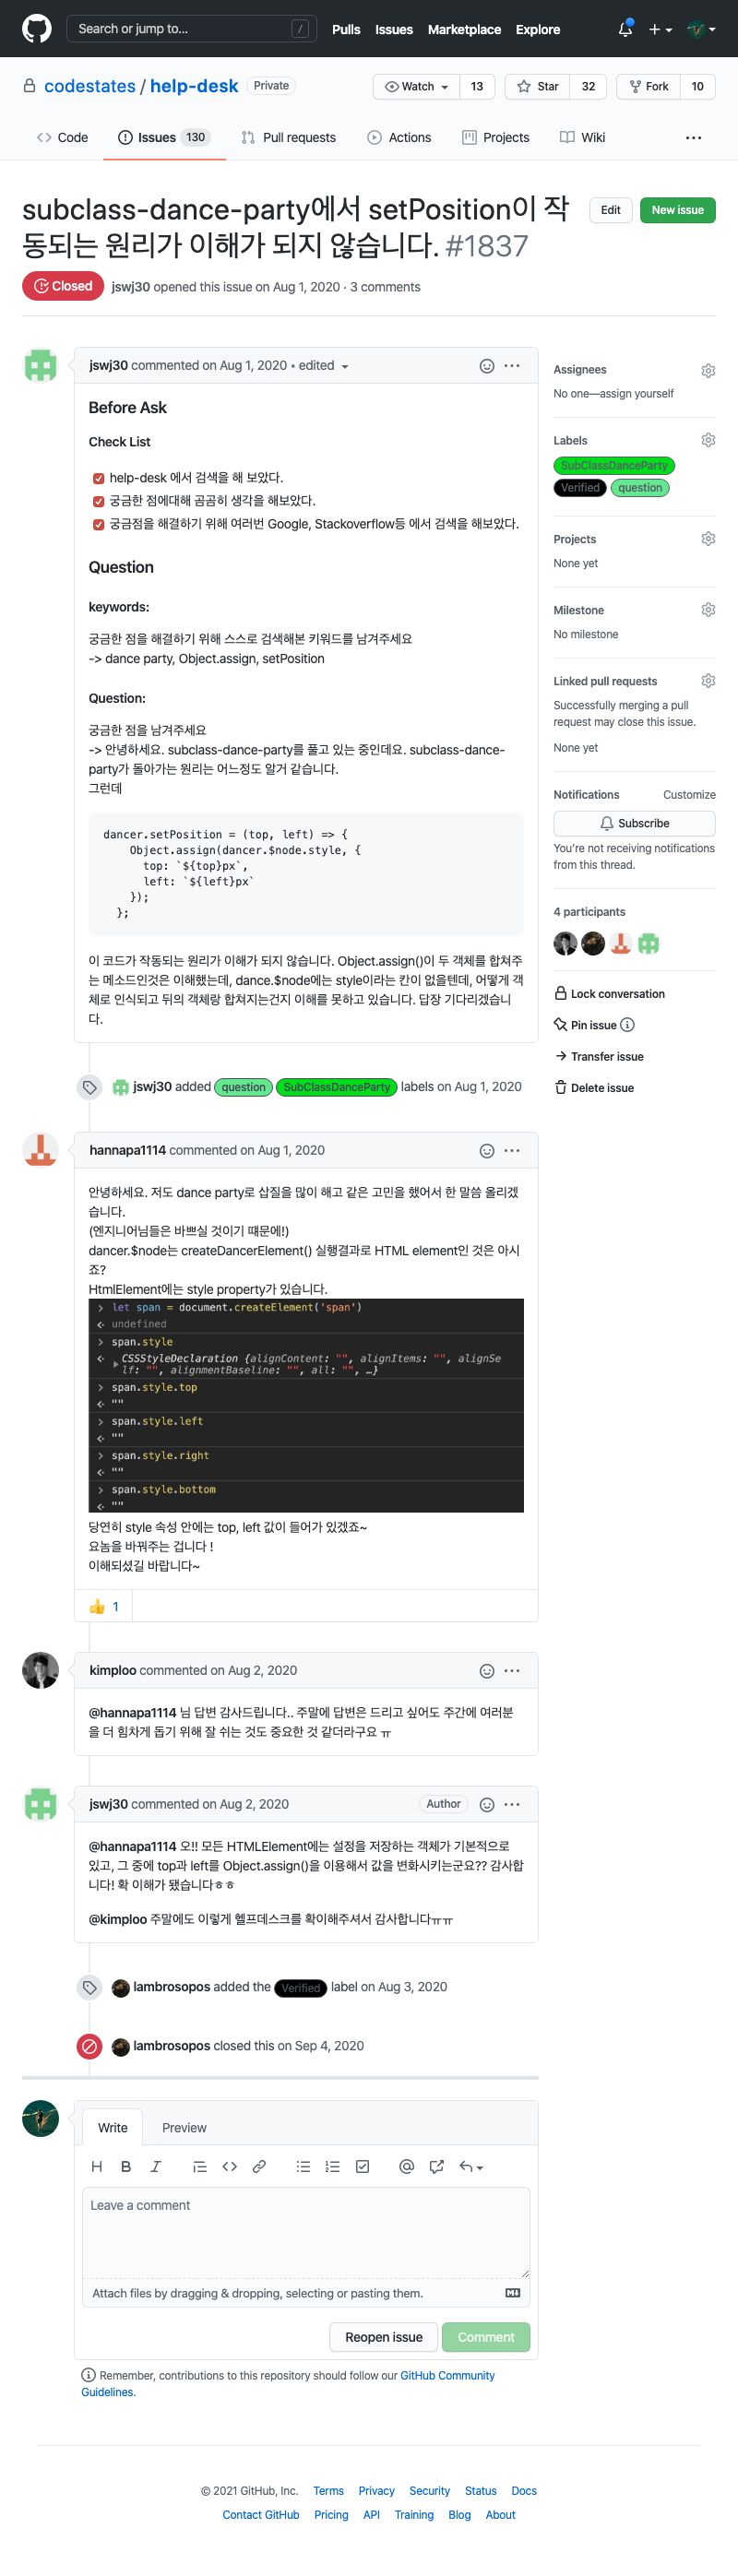 Search or jump to... / Pulls Issues Marketplace Explore
codestates / help-desk Private Watch 13 Star 32 Fork 10
Code Issues 130 Pull requests Actions Projects Wiki ...
subclass-dance-party에서 setPosition이 작
동되는 원리가 이해가 되지 않습니다. #1837
Edit New issue
Closed jswj30 opened this issue on Aug 1, 2020 · 3 comments
jswj30 commented on Aug 1, 2020 • edited
Before Ask
Check List
help-desk 에서 검색을 해 보았다.
궁금한 점에대해 곰곰히 생각을 해보았다.
궁금점을 해결하기 위해 여러번 Google, Stackoverflow등 에서 검색을 해보았다.
Question
keywords:
궁금한 점을 해결하기 위해 스스로 검색해본 키워드를 남겨주세요
-> dance party, Object.assign, setPosition
Question:
궁금한 점을 남겨주세요
-> 안녕하세요. subclass-dance-party를 풀고 있는 중인데요. subclass-dance-
party가 돌아가는 원리는 어느정도 알거 같습니다.
그런데
dancer.setPosition = (top, left) => {
Object.assign(dancer.$node.style, {
top: `${top}px`,
left: `${left}px`
});
};
이 코드가 작동되는 원리가 이해가 되지 않습니다. Object.assign()이 두 객체를 합쳐주
는 메소드인것은 이해했는데, dance.$node에는 style이라는 칸이 없을텐데, 어떻게 객
체로 인식되고 뒤의 객체랑 합쳐지는건지 이해를 못하고 있습니다. 답장 기다리겠습니
다.
Assignees
No one—assign yourself
Labels
SubClassDanceParty
Verified question
Projects
None yet
Milestone
No milestone
Linked pull requests
Successfully merging a pull
request may close this issue.
None yet
Notifications Customize
Subscribe
You're not receiving notifications
from this thread.
4 participants
Lock conversation
Pin issue
Transfer issue
Delete issue
jswj30 added question SubClassDanceParty labels on Aug 1, 2020
hannapa1114 commented on Aug 1, 2020
안녕하세요. 저도 dance party로 삽질을 많이 해고 같은 고민을 했어서 한 말씀 올리겠
습니다.
(엔지니어님들은 바쁘실 것이기 떄문에!)
dancer.$node는 createDancerElement() 실행결과로 HTML element인 것은 아시
죠?
HtmlElement에는 style property가 있습니다.
> let span = document.createElement('span')
undefined
> span.style
CSSStyleDeclaration {alignContent: "", alignItems: "", alignSe
lf: "", alignmentBaseline: "", all: "", …}
> span.style.top
""
> span.style.left
""
> span.style.right
""
> span.style.bottom
""
당연히 style 속성 안에는 top, left 값이 들어가 있겠죠~
요놈을 바꿔주는 겁니다 !
이해되셨길 바랍니다~
👍 1
kimploo commented on Aug 2, 2020
@hannapa1114 님 답변 감사드립니다.. 주말에 답변은 드리고 싶어도 주간에 여러분
을 더 힘차게 돕기 위해 잘 쉬는 것도 중요한 것 같더라구요 ㅠ
jswj30 commented on Aug 2, 2020 Author
@hannapa1114 오!! 모든 HTMLElement에는 설정을 저장하는 객체가 기본적으로
있고, 그 중에 top과 left를 Object.assign()을 이용해서 값을 변화시키는군요?? 감사합
니다! 확 이해가 됐습니다ㅎㅎ
@kimploo 주말에도 이렇게 헬프데스크를 확이해주셔서 감사합니다ㅠㅠ
lambrosopos added the Verified label on Aug 3, 2020
lambrosopos closed this on Sep 4, 2020
Write Preview
H B I
Leave a comment
Attach files by dragging & dropping, selecting or pasting them.
Reopen issue Comment
Remember, contributions to this repository should follow our GitHub Community
Guidelines.
© 2021 GitHub, Inc. Terms Privacy Security Status Docs
Contact GitHub Pricing API Training Blog About